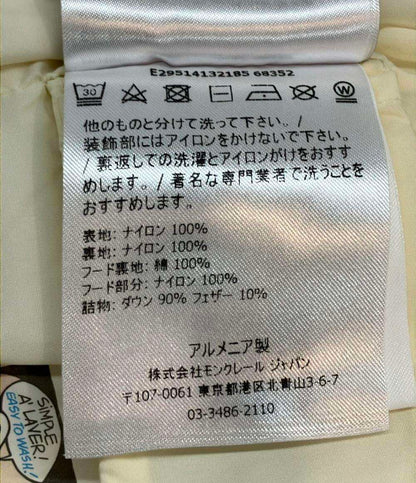 E29514132185 68352
30
他のものと分けて洗って下さい。/
装飾部にはアイロンをかけないで下さい。
/ 裏返しての洗濯とアイロンがけをおすす
めします。/ 著名な専門業者で洗うことを
おすすめします。
表地: ナイロン 100%
裏地: ナイロン 100%
フード裏地: 綿 100%
フード部分: ナイロン 100%
詰物: ダウン 90% フェザー 10%
アルメニア製
株式会社モンクレール ジャパン
〒107-0061 東京都港区北青山3-6-7
03-3486-2110
SIMPLE
A LAYER!
EASY TO WASH!